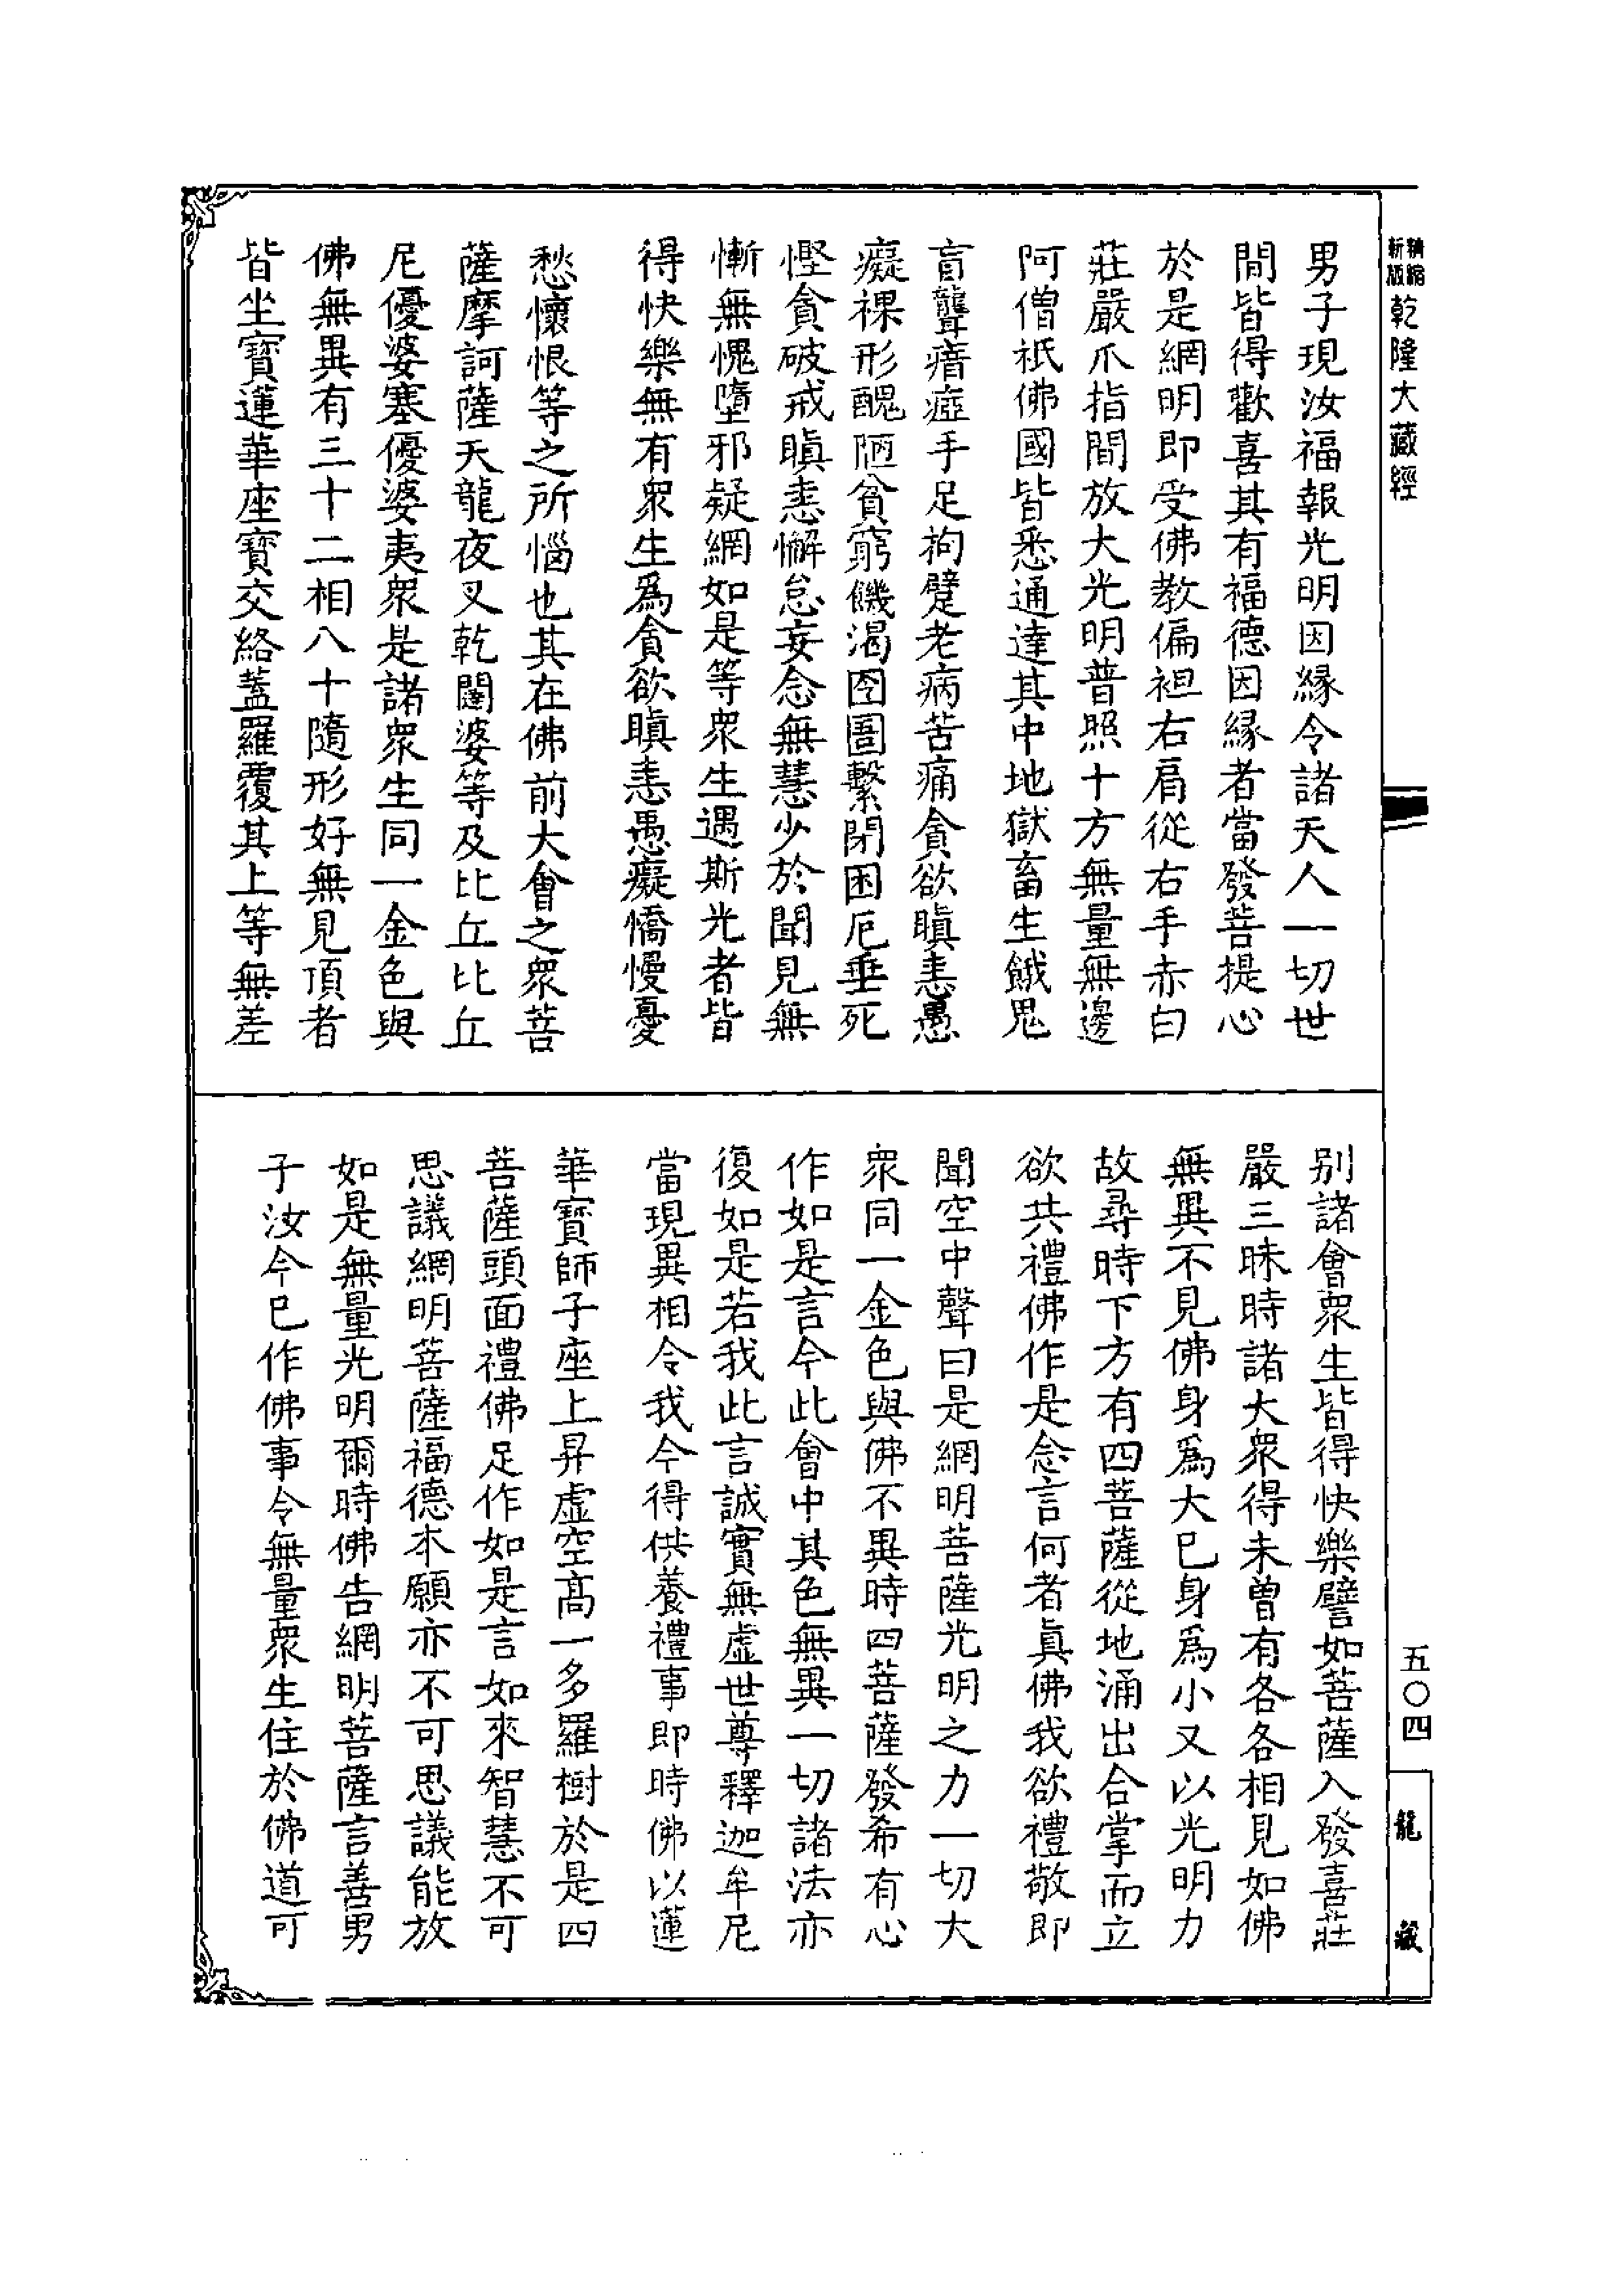 精縮
新版
乾隆大藏經
男子現汝福報光明因緣令諸天人一切世
間皆得歡喜其有福德因緣者當發菩提心
於是網明即受佛教偏袒右肩從右手赤白
莊嚴爪指間放大光明普照十方無量無邊
阿僧祇佛國皆悉通達其中地獄畜生餓鬼
盲聾瘖瘂手足拘躄老病苦痛貪欲瞋恚愚
癡裸形醜陋貧窮饑渴囹圄繫閉困厄垂死
慳貪破戒瞋恚懈怠妄念無慧少於聞見無
慚無愧墮邪疑網如是等衆生遇斯光者皆
得快樂無有衆生爲貪欲瞋恚愚癡憍慢憂
愁懷恨等之所惱也其在佛前大會之衆菩
薩摩訶薩天龍夜叉乾闥婆等及比丘比丘
尼優婆塞優婆夷衆是諸衆生同一金色與
佛無異有三十二相八十隨形好無見頂者
皆坐寶蓮華座寶交絡蓋羅覆其上等無差
別諸會衆生皆得快樂譬如菩薩入發喜莊
嚴三昧時諸大衆得未曾有各各相見如佛
無異不見佛身爲大已身爲小又以光明力
故尋時下方有四菩薩從地涌出合掌而立
欲共禮佛作是念言何者眞佛我欲禮敬即
聞空中聲曰是網明菩薩光明之力一切大
衆同一金色與佛不異時四菩薩發希有心
作如是言今此會中其色無異一切諸法亦
復如是若我此言誠實無虛世尊釋迦牟尼
當現異相令我今得供養禮事即時佛以蓮
華寶師子座上昇虛空高一多羅樹於是四
菩薩頭面禮佛足作如是言如來智慧不可
思議網明菩薩福德本願亦不可思議能放
如是無量光明爾時佛告網明菩薩言善男
子汝今已作佛事令無量衆生住於佛道可
五〇四
龍藏